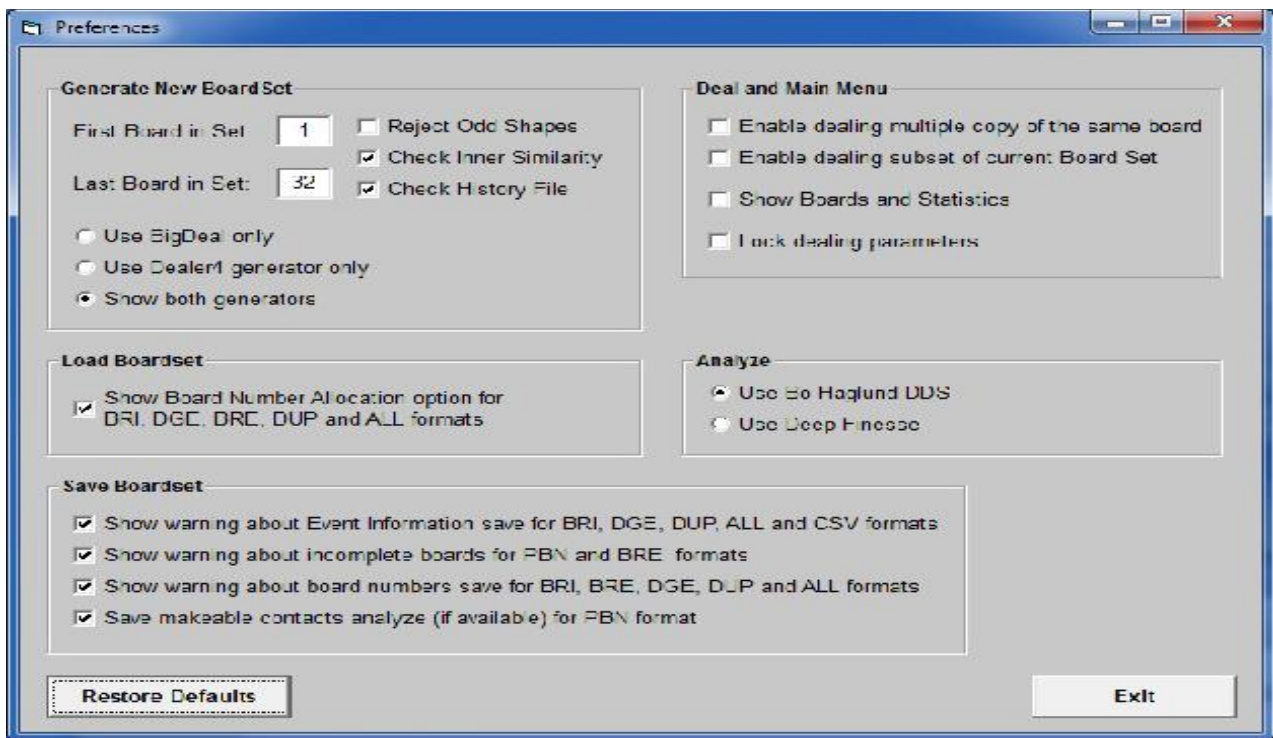 Preferences
Generate New Board Set
First Board in Set 1
Last Board in Set: 32
Reject Odd Shapes
Check Inner Similarity
Check History File
Use BigDeal only
Use Dealer4 generator only
Show both generators
Deal and Main Menu
Enable dealing multiple copy of the same board
Enable dealing subset of current Board Set
Show Boards and Statistics
Lock dealing parameters
Load Boardset
Show Board Number Allocation option for
BRI, DGE, BRE, DUP and ALL formats
Analyze
Use Bo Haglund DDS
Use Deep Finesse
Save Boardset
Show warning about Event Information save for BRI, DGE, DUP, ALL and CSV formats
Show warning about incomplete boards for PBN and BRE formats
Show warning about board numbers save for BRI, BRE, DGE, DUP and ALL formats
Save makeable contacts analyze (if available) for PBN format
Restore Defaults
Exit